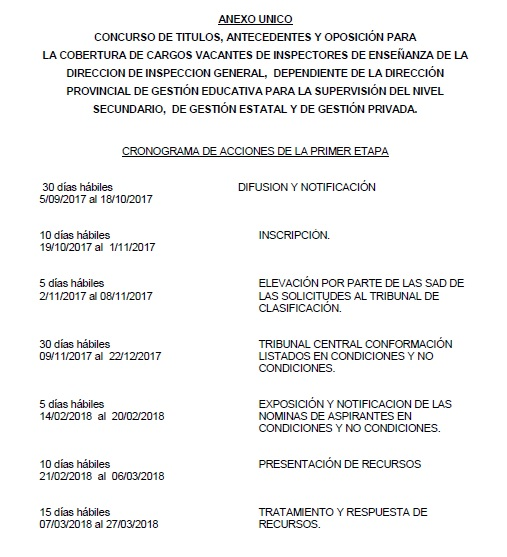 ANEXO UNICO
CONCURSO DE TITULOS, ANTECEDENTES Y OPOSICIÓN PARA
LA COBERTURA DE CARGOS VACANTES DE INSPECTORES DE ENSEÑANZA DE LA
DIRECCION DE INSPECCION GENERAL, DEPENDIENTE DE LA DIRECCIÓN
PROVINCIAL DE GESTIÓN EDUCATIVA PARA LA SUPERVISIÓN DEL NIVEL
SECUNDARIO, DE GESTIÓN ESTATAL Y DE GESTIÓN PRIVADA.
CRONOGRAMA DE ACCIONES DE LA PRIMER ETAPA
30 días hábiles DIFUSION Y NOTIFICACIÓN
5/09/2017 al 18/10/2017
10 días hábiles INSCRIPCIÓN.
19/10/2017 al 1/11/2017
5 días hábiles ELEVACIÓN POR PARTE DE LAS SAD DE
2/11/2017 al 08/11/2017 LAS SOLICITUDES AL TRIBUNAL DE
CLASIFICACIÓN.
30 días hábiles TRIBUNAL CENTRAL CONFORMACIÓN
09/11/2017 al 22/12/2017 LISTADOS EN CONDICIONES Y NO
CONDICIONES.
5 días hábiles EXPOSICIÓN Y NOTIFICACION DE LAS
14/02/2018 al 20/02/2018 NOMINAS DE ASPIRANTES EN
CONDICIONES Y NO CONDICIONES.
10 días hábiles PRESENTACIÓN DE RECURSOS
21/02/2018 al 06/03/2018
15 días hábiles TRATAMIENTO Y RESPUESTA DE
07/03/2018 al 27/03/2018 RECURSOS.